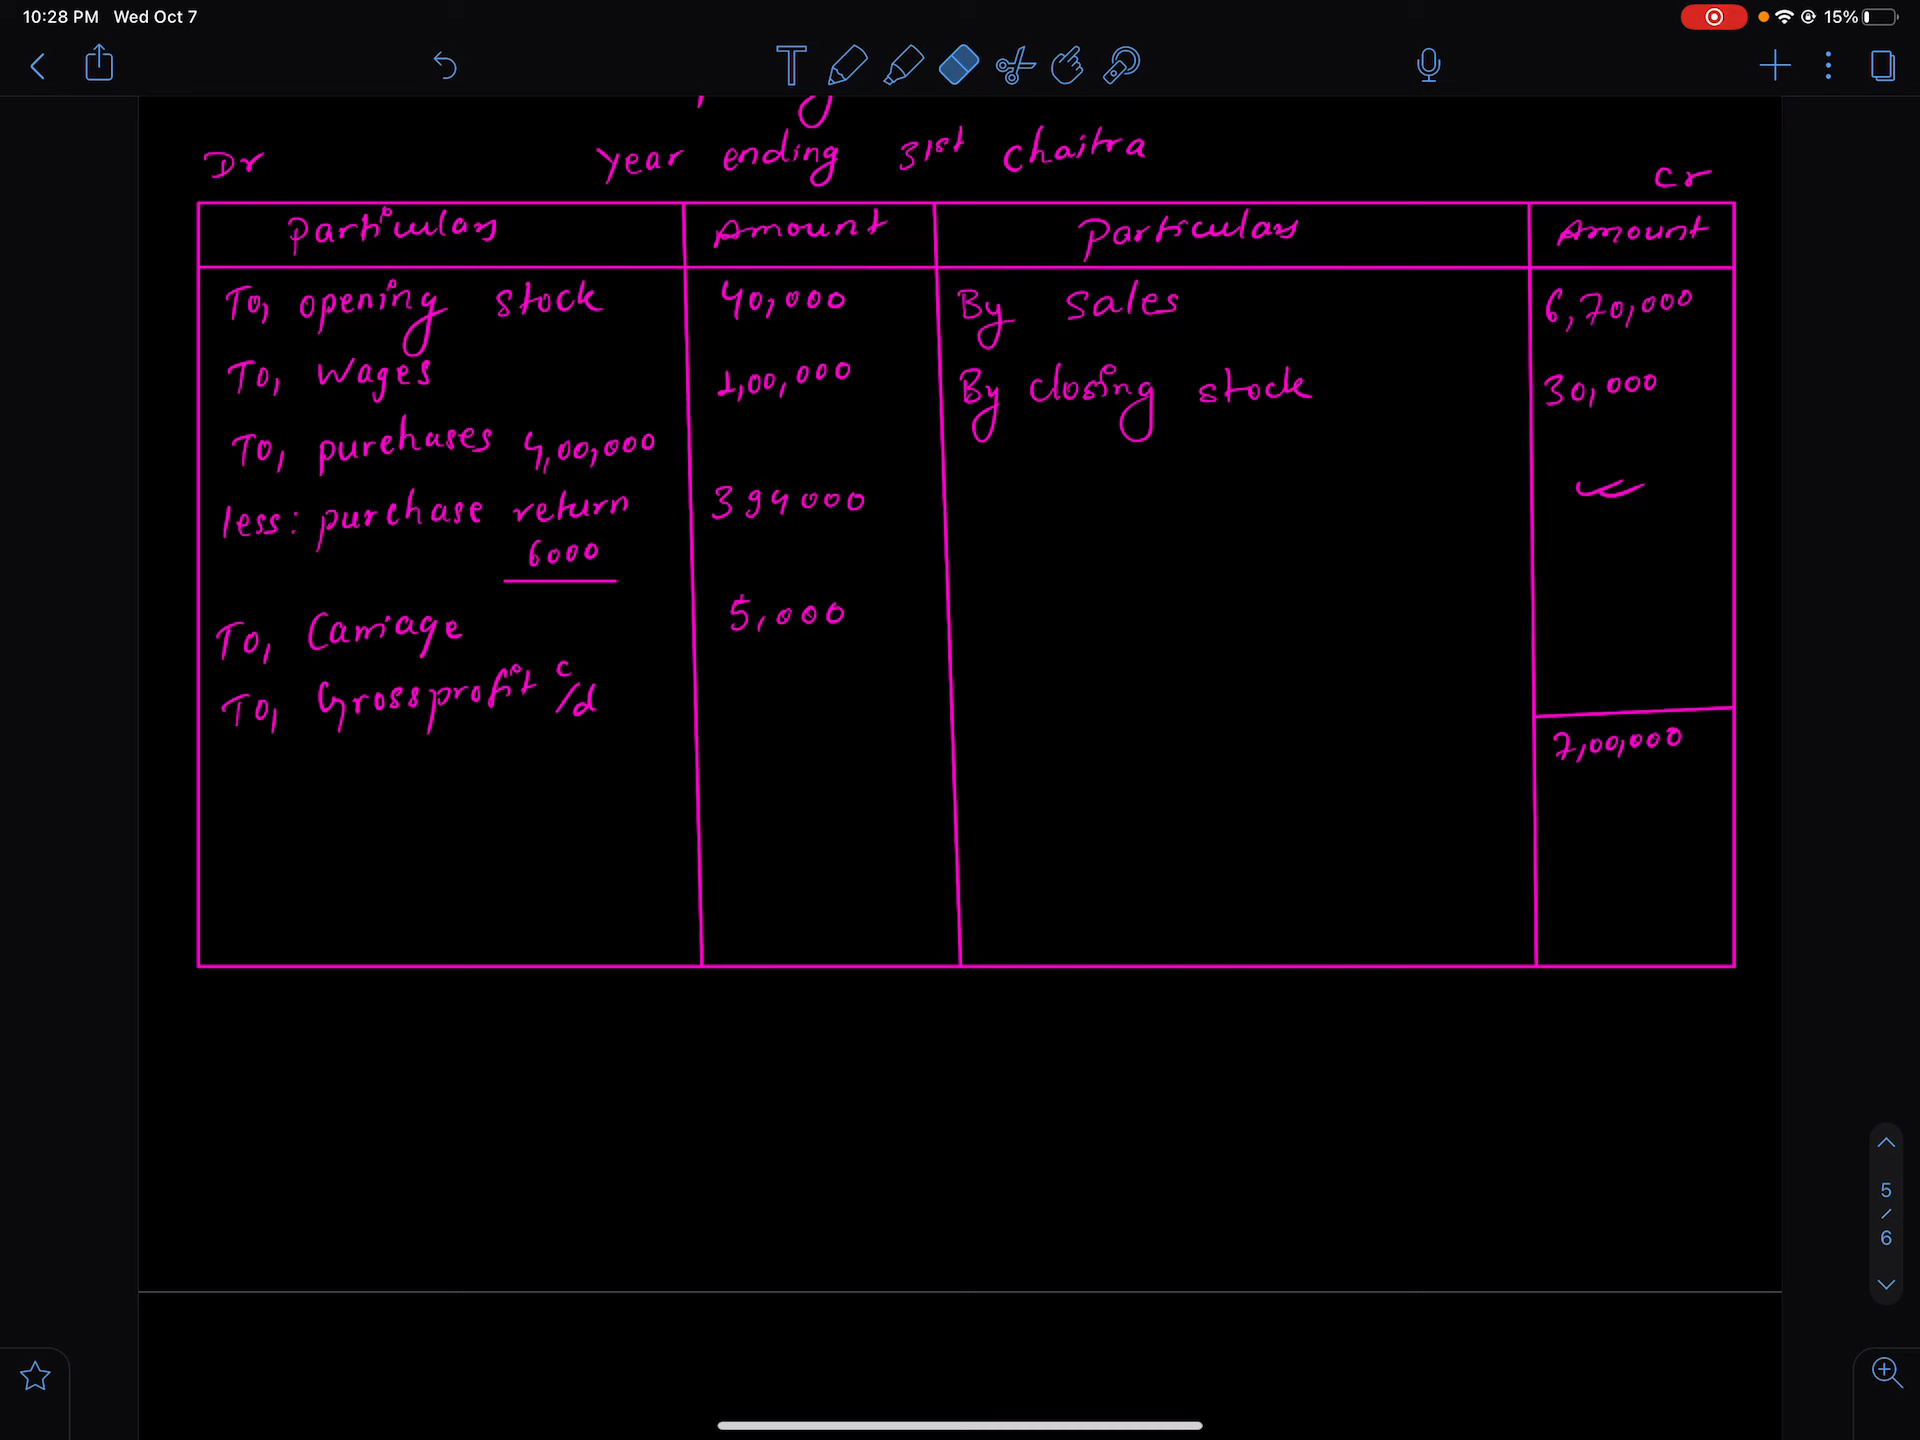 10:28 PM Wed Oct 7
15%
year ending 31st chaitra
Dr
Cr
Particulars Amount Particulars Amount
To, opening stock 40,000 By sales 6,70,000
To, wages 1,00,000 By closing stock 30,000
To, purchases 4,00,000
less: purchase return 394000
6000
To, Carriage 5,000
To, Grossprofit c/d
7,00,000
5
/
6